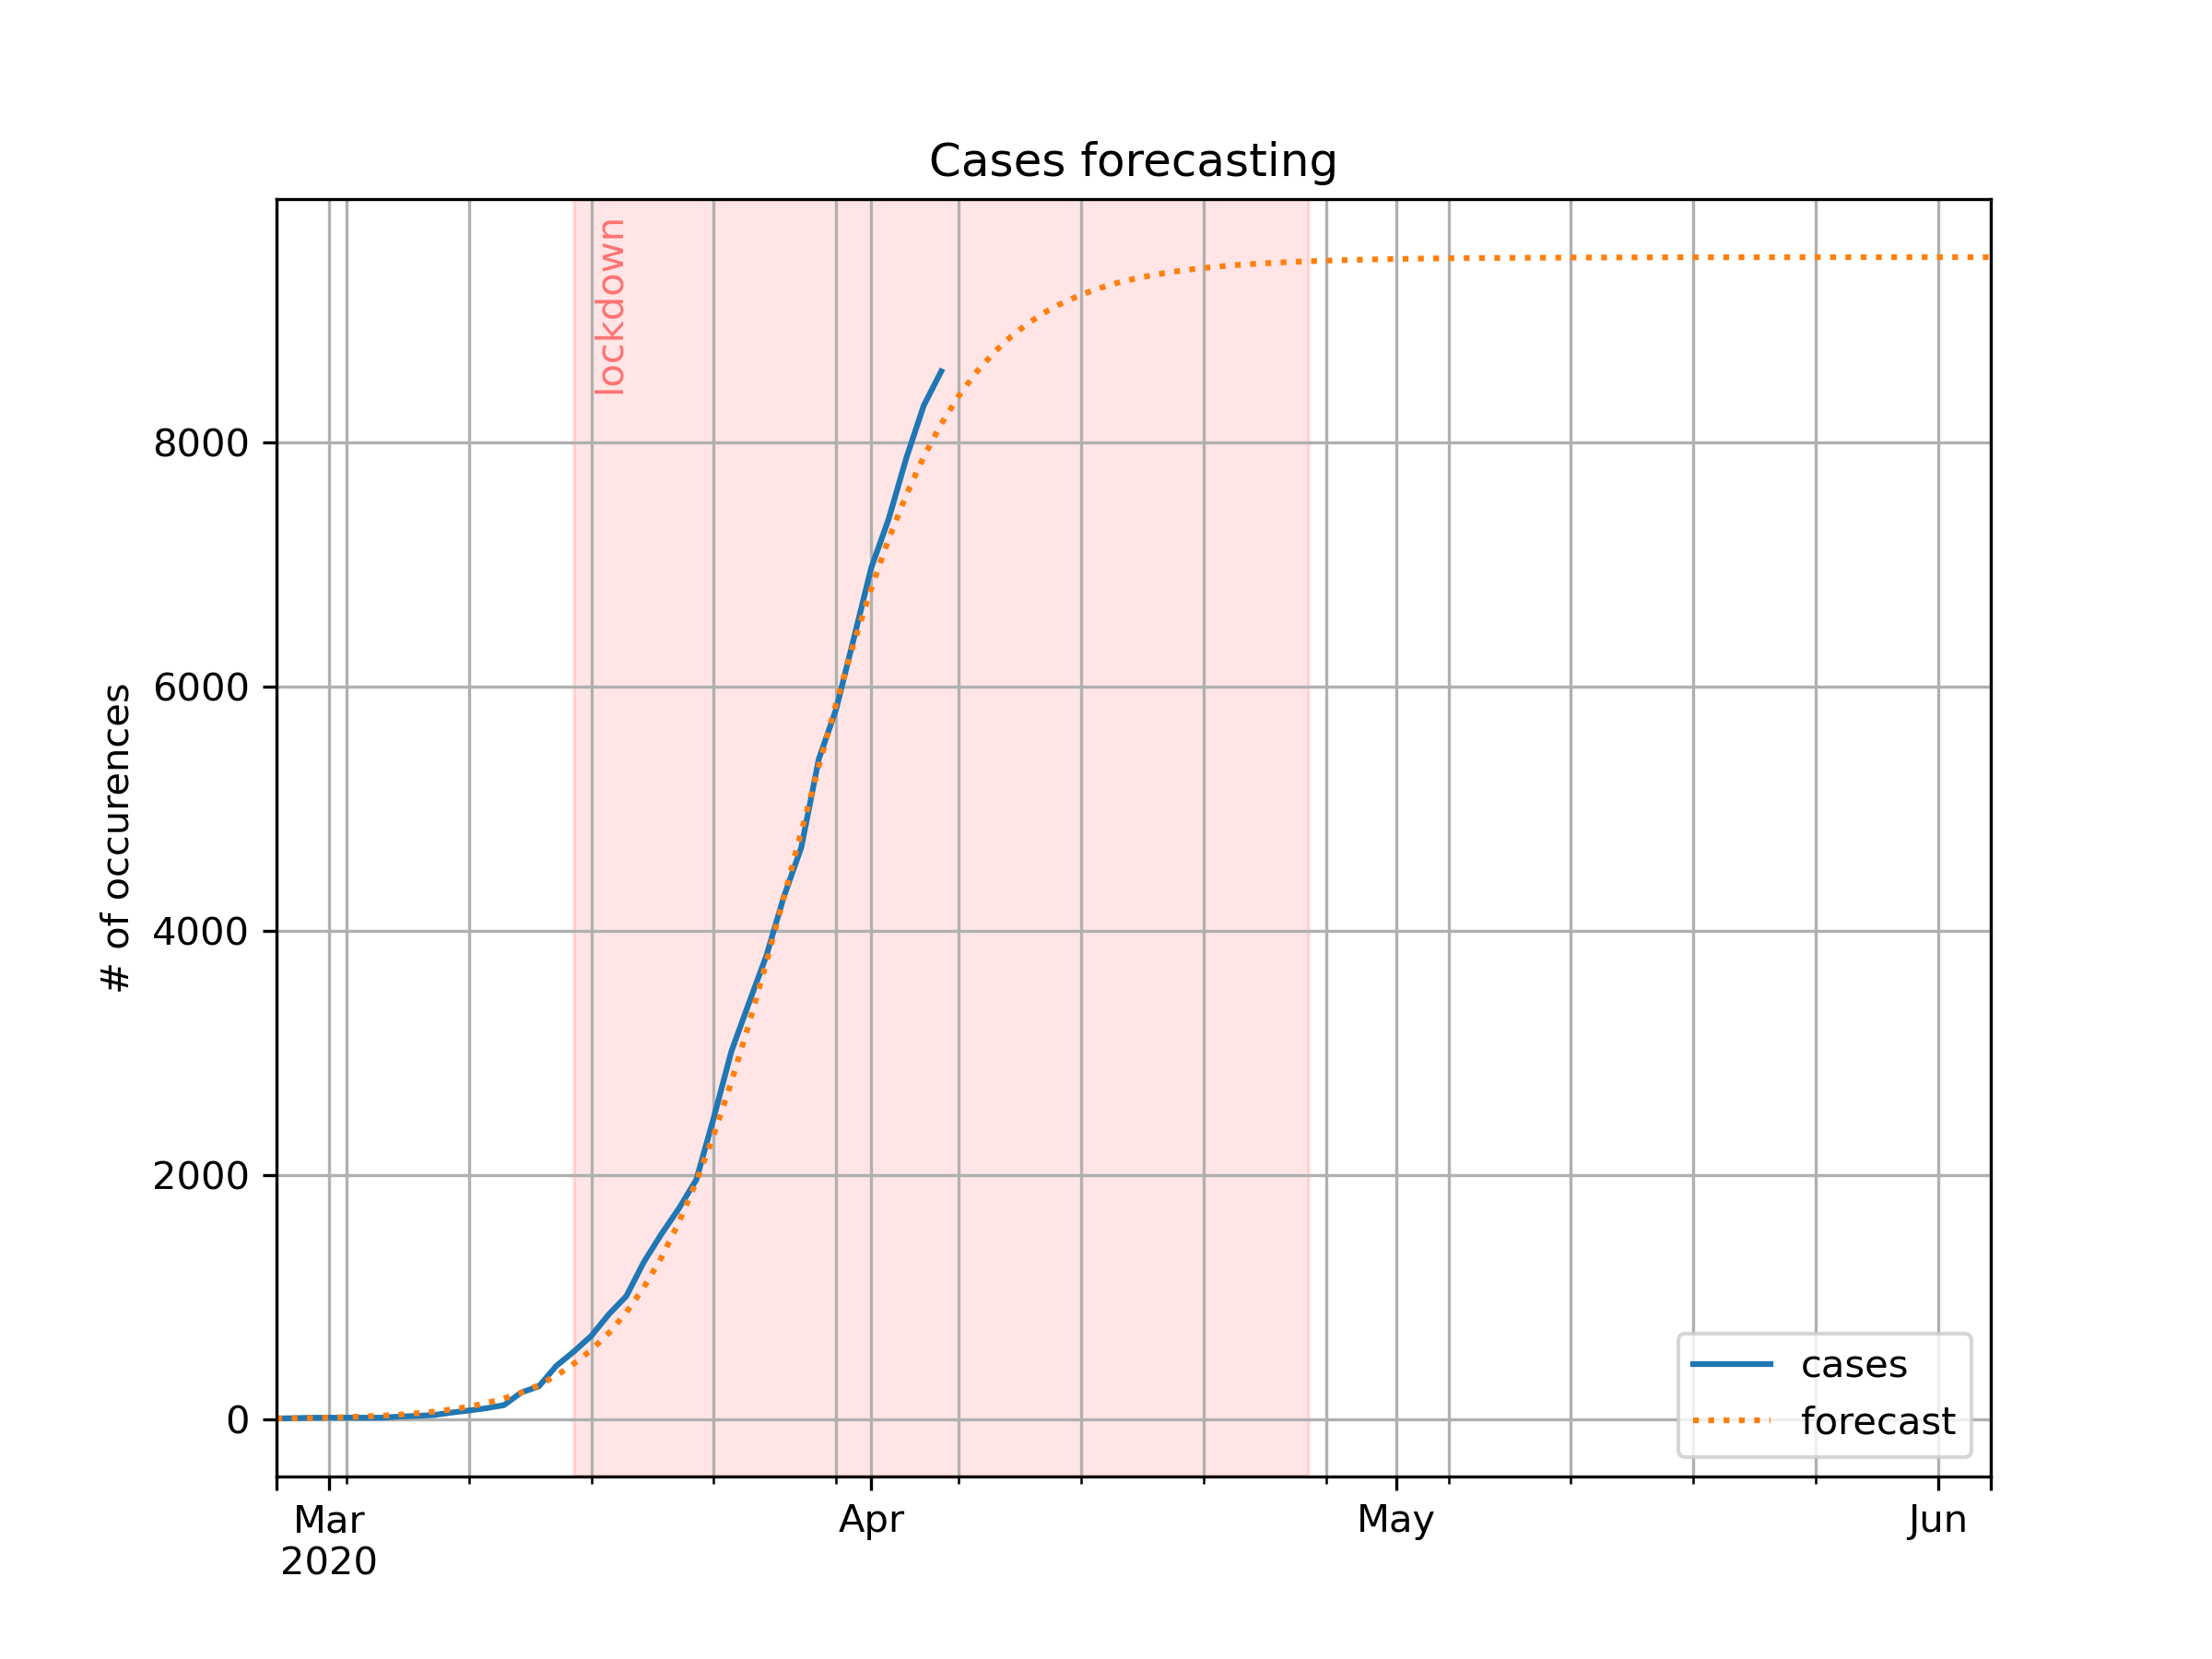 Cases forecasting
lockdown
# of occurences
8000
6000
4000
2000
0
Mar
2020
Apr
May
Jun
cases
forecast